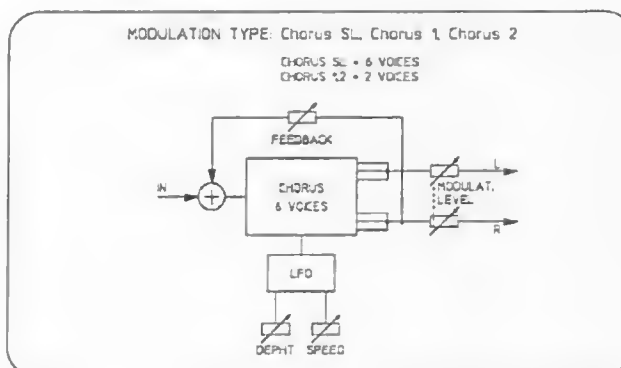 MODULATION TYPE: Chorus SL, Chorus 1, Chorus 2
CHORUS SL = 6 VOICES
CHORUS 1,2 = 2 VOICES
FEEDBACK
IN
CHORUS
6 VOICES
L
MODULAT.
LEVEL
R
LFO
DEPHT
SPEED